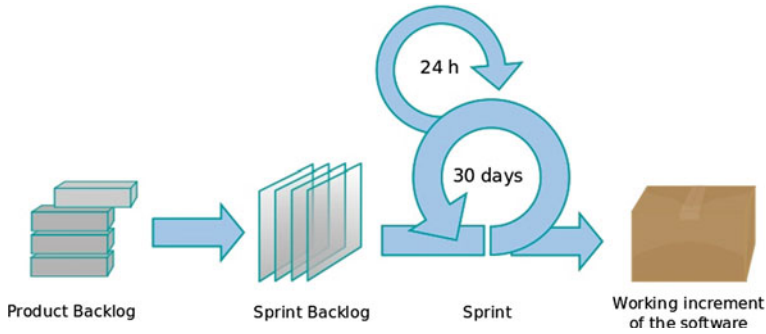 24 h
30 days
Product Backlog
Sprint Backlog
Sprint
Working increment
of the software